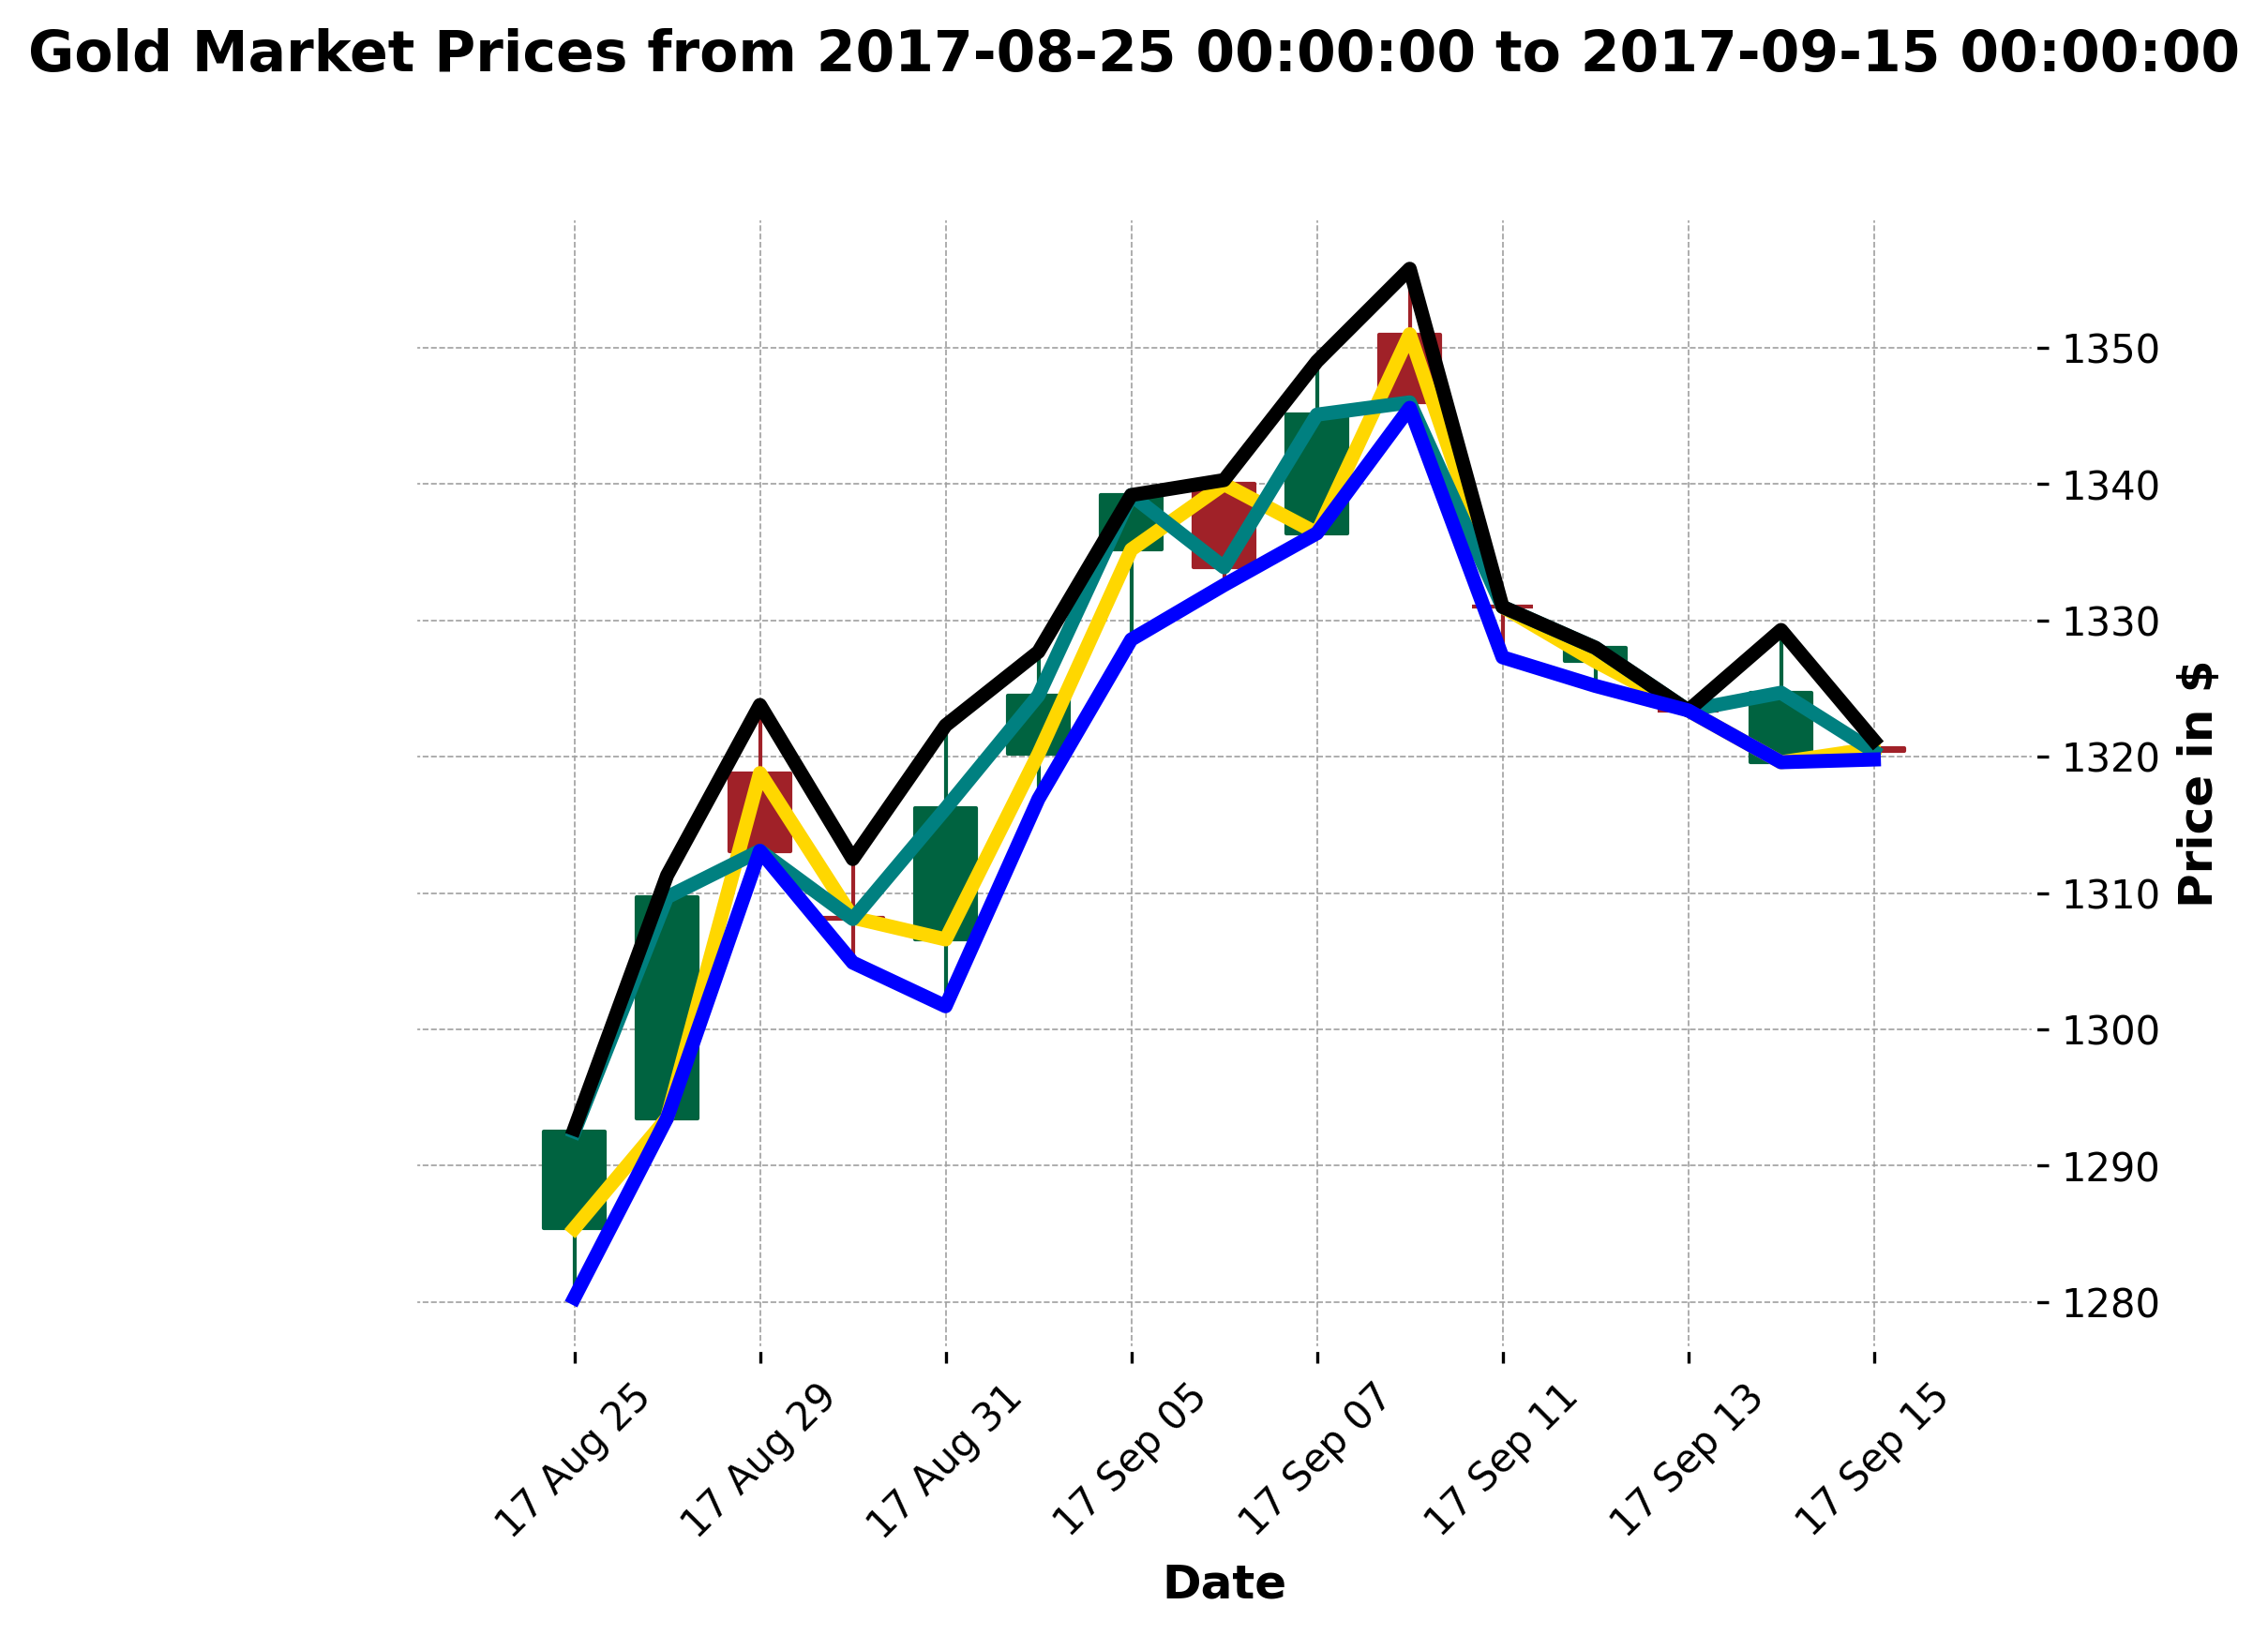 Gold Market Prices from 2017-08-25 00:00:00 to 2017-09-15 00:00:00
1350
1340
1330
1320
1310
1300
1290
1280
Price in $
17 Aug 25
17 Aug 29
17 Aug 31
17 Sep 05
17 Sep 07
17 Sep 11
17 Sep 13
17 Sep 15
Date